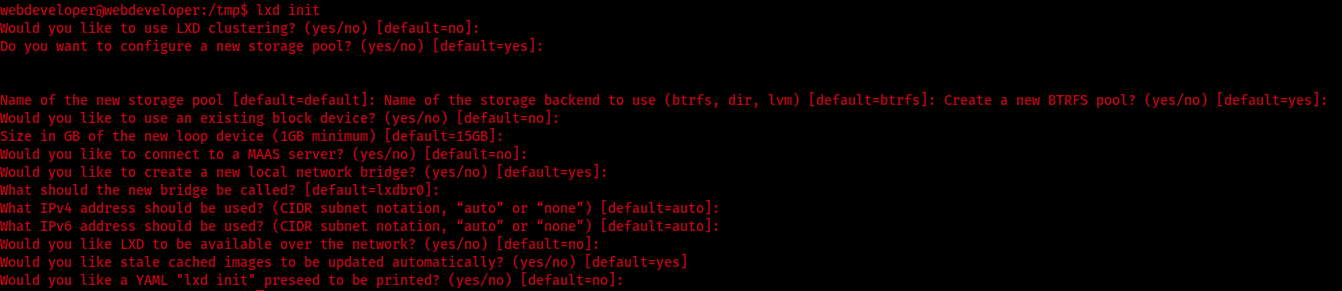 webdeveloper@webdeveloper:/tmp$ lxd init
Would you like to use LXD clustering? (yes/no) [default=no]:
Do you want to configure a new storage pool? (yes/no) [default=yes]:
Name of the new storage pool [default=default]: Name of the storage backend to use (btrfs, dir, lvm) [default=btrfs]: Create a new BTRFS pool? (yes/no) [default=yes]:
Would you like to use an existing block device? (yes/no) [default=no]:
Size in GB of the new loop device (1GB minimum) [default=15GB]:
Would you like to connect to a MAAS server? (yes/no) [default=no]:
Would you like to create a new local network bridge? (yes/no) [default=yes]:
What should the new bridge be called? [default=lxdbr0]:
What IPv4 address should be used? (CIDR subnet notation, “auto” or “none”) [default=auto]:
What IPv6 address should be used? (CIDR subnet notation, “auto” or “none”) [default=auto]:
Would you like LXD to be available over the network? (yes/no) [default=no]:
Would you like stale cached images to be updated automatically? (yes/no) [default=yes]
Would you like a YAML "lxd init" preseed to be printed? (yes/no) [default=no]: